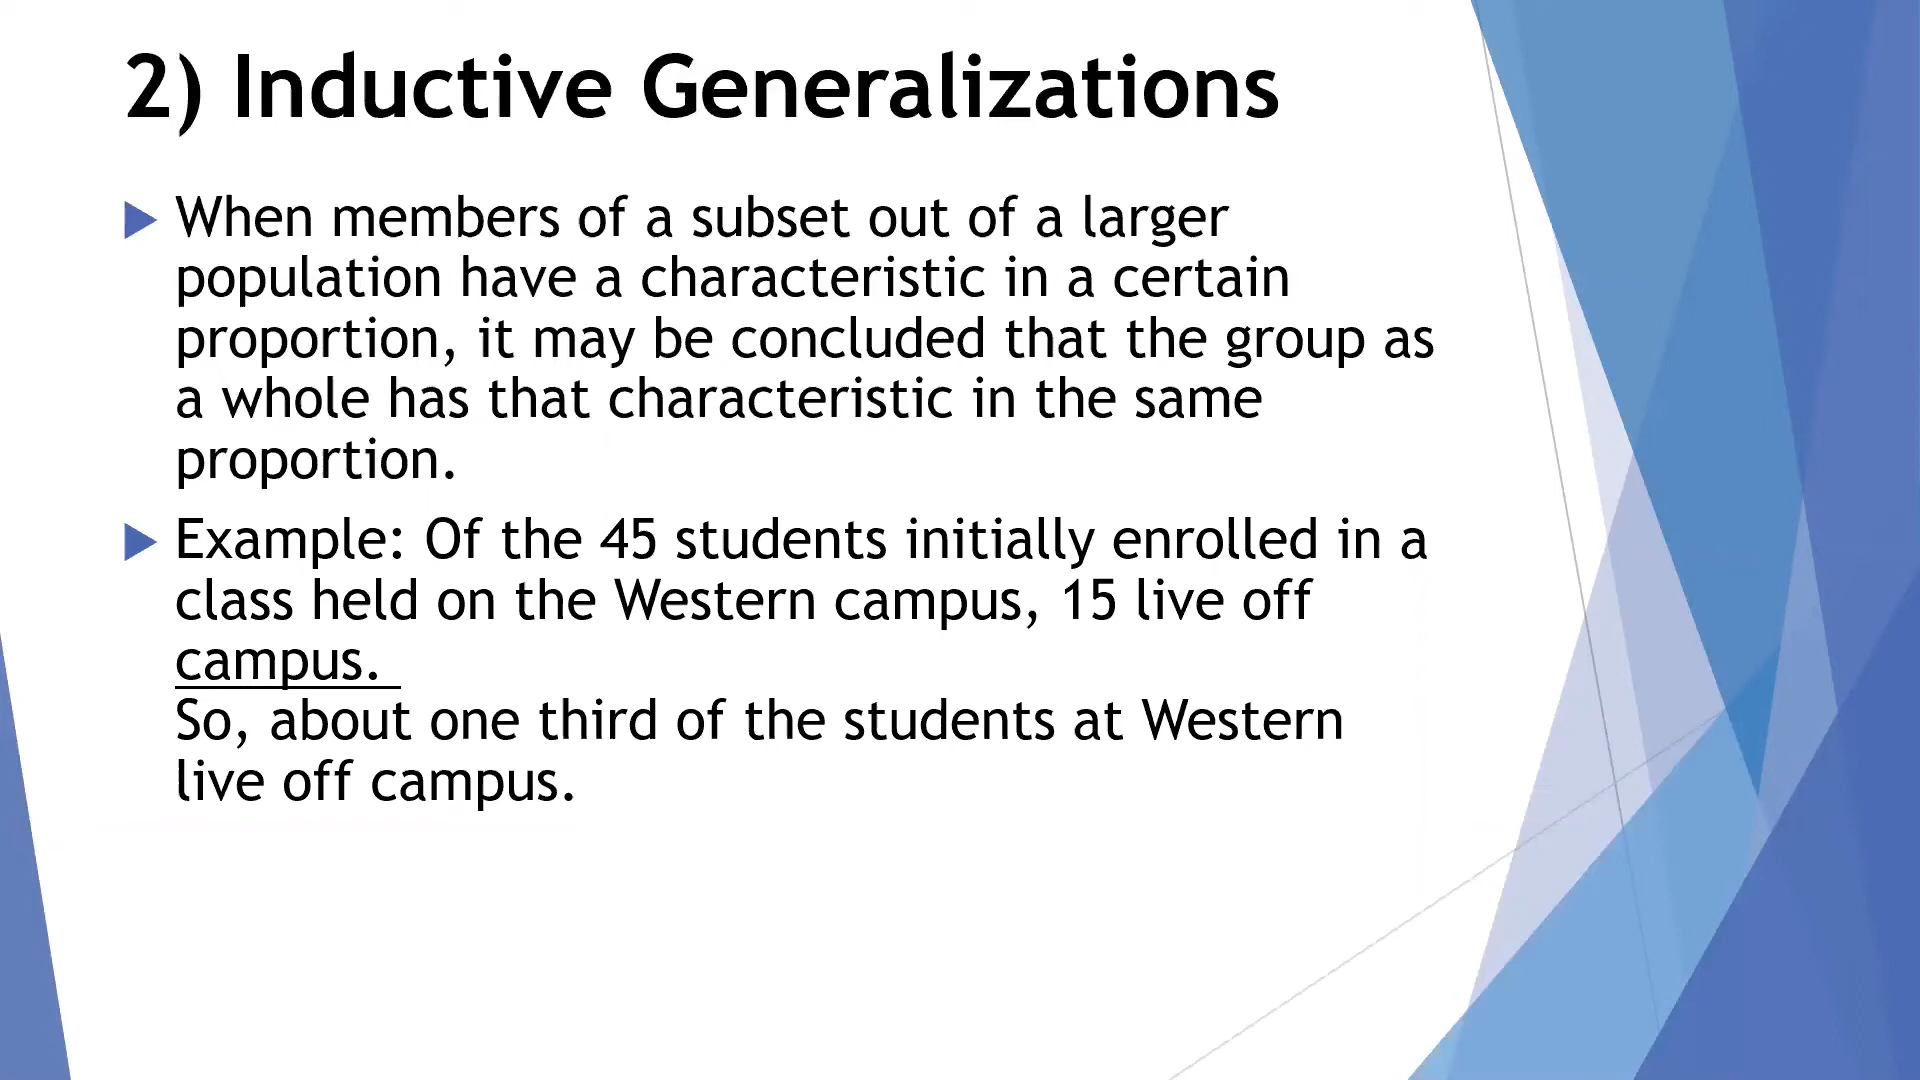 2) Inductive Generalizations
When members of a subset out of a larger
population have a characteristic in a certain
proportion, it may be concluded that the group as
a whole has that characteristic in the same
proportion.
Example: Of the 45 students initially enrolled in a
class held on the Western campus, 15 live off
campus.
So, about one third of the students at Western
live off campus.